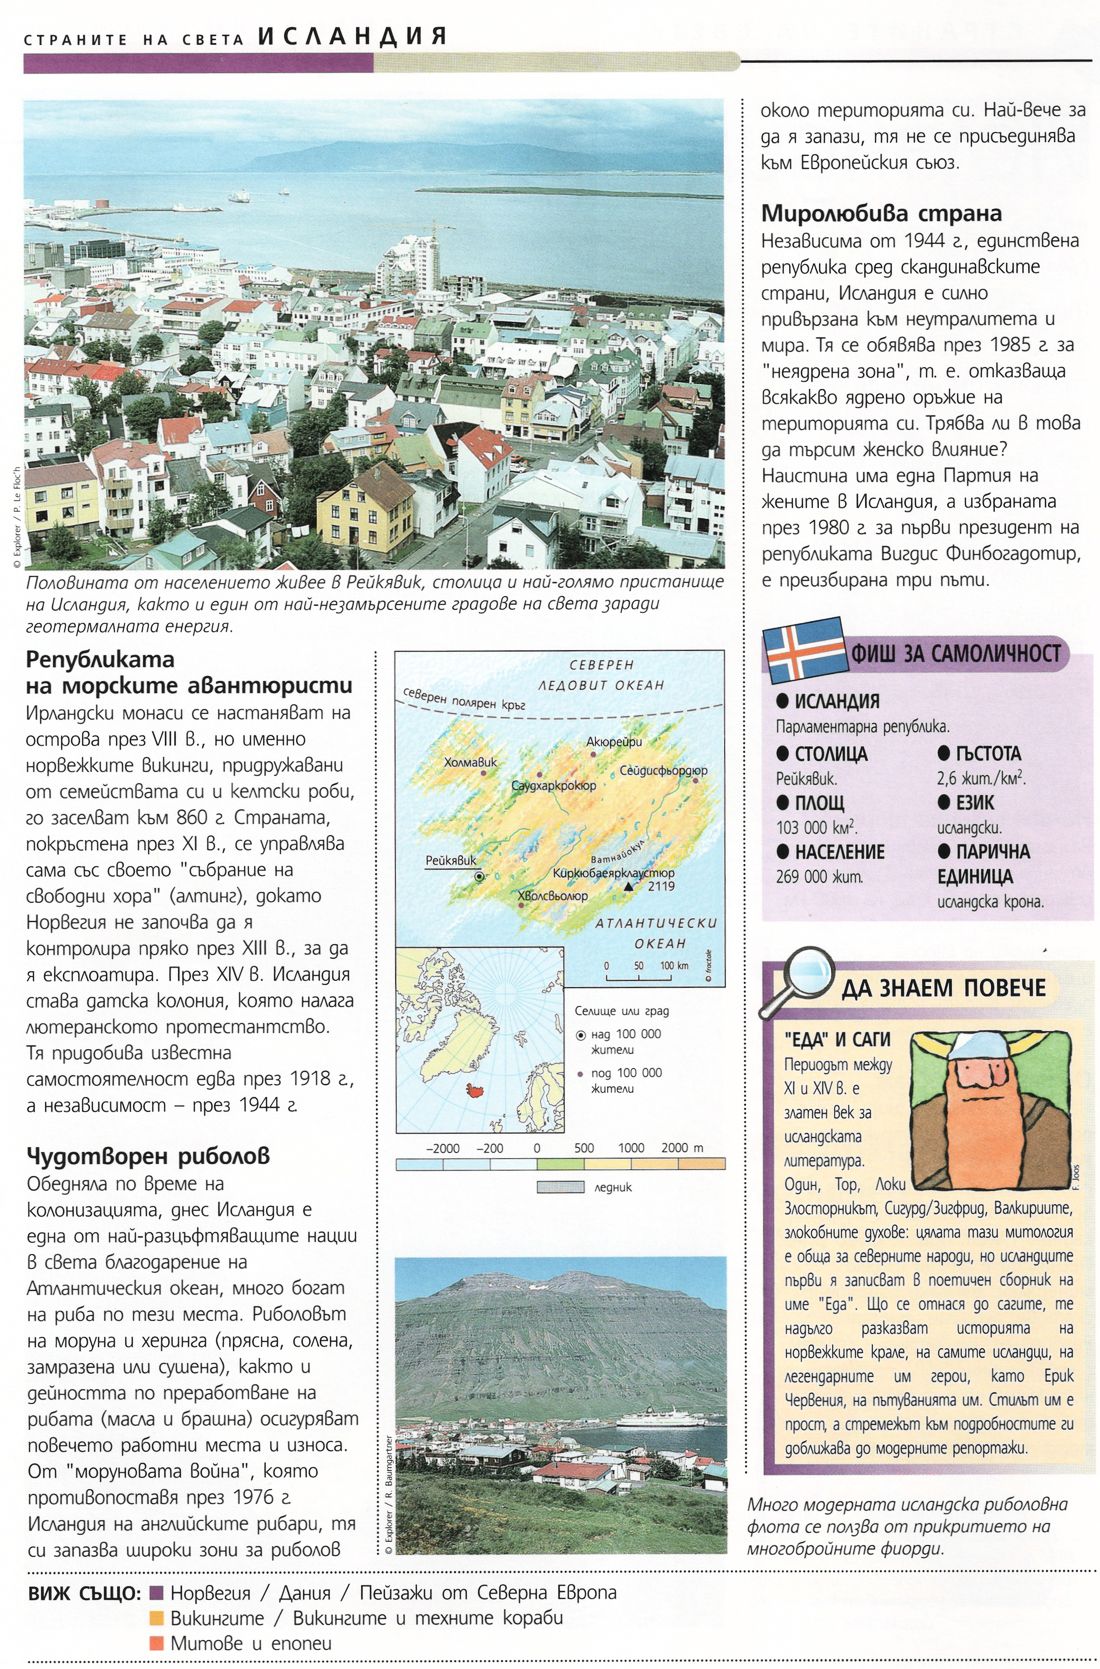 СТРАНИТЕ НА СВЕТА ИСЛАНДИЯ
© Explorer / P. Le Floc'h
Половината от населението живее в Рейкявик, столица и най-голямо пристанище
на Исландия, както и един от най-незамърсените градове на света заради
геотермалната енергия.
Републиката
на морските авантюристи
Ирландски монаси се настаняват на
острова през VIII в., но именно
норвежките викинги, придружавани
от семействата си и келтски роби,
го заселват към 860 г. Страната,
покръстена през XI в., се управлява
сама със своето "събрание на
свободни хора" (алтинг), докато
Норвегия не започва да я
контролира пряко през XIII в., за да
я експлоатира. През XIV в. Исландия
става датска колония, която налага
лютеранското протестантство.
Тя придобива известна
самостоятелност едва през 1918 г.,
а независимост – през 1944 г.
Чудотворен риболов
Обедняла по време на
колонизацията, днес Исландия е
една от най-разцъфтяващите нации
в света благодарение на
Атлантическия океан, много богат
на риба по тези места. Риболовът
на моруна и херинга (прясна, солена,
замразена или сушена), както и
дейността по преработване на
рибата (масла и брашна) осигуряват
повечето работни места и износа.
От "моруновата война", която
противопоставя през 1976 г.
Исландия на английските рибари, тя
си запазва широки зони за риболов
СЕВЕРЕН
ЛЕДОВИТ ОКЕАН
северен полярен кръг
Акюрейри
Холмавик
Сейдисфьордюр
Саудхаркрокюр
Ватнайокул
Рейкявик
Киркюбаеярклаустюр
2119
Хволсвьолюр
АТЛАНТИЧЕСКИ
ОКЕАН
0 50 100 km
© fractale
Селище или град
над 100 000
жители
под 100 000
жители
–2000 –200 0 500 1000 2000 m
ледник
© Explorer / R. Baumgartner
около територията си. Най-вече за
да я запази, тя не се присъединява
към Европейския съюз.
Миролюбива страна
Независима от 1944 г., единствена
република сред скандинавските
страни, Исландия е силно
привързана към неутралитета и
мира. Тя се обявява през 1985 г. за
"неядрена зона", т. е. отказваща
всякакво ядрено оръжие на
територията си. Трябва ли в това
да търсим женско влияние?
Наистина има една Партия на
жените в Исландия, а избраната
през 1980 г. за първи президент на
републиката Вигдис Финбогадотир,
е преизбирана три пъти.
ФИШ ЗА САМОЛИЧНОСТ
● ИСЛАНДИЯ
Парламентарна република.
● СТОЛИЦА
Рейкявик.
● ПЛОЩ
103 000 км².
● НАСЕЛЕНИЕ
269 000 жит.
● ГЪСТОТА
2,6 жит./км².
● ЕЗИК
исландски.
● ПАРИЧНА
ЕДИНИЦА
исландска крона.
ДА ЗНАЕМ ПОВЕЧЕ
"ЕДА" И САГИ
Периодът между
XI и XIV в. е
златен век за
исландската
литература.
Один, Тор, Локи
Злосторникът, Сигурд/Зигфрид, Валкириите,
злокобните духове: цялата тази митология
е обща за северните народи, но исландците
първи я записват в поетичен сборник на
име "Еда". Що се отнася до сагите, те
надълго разказват историята на
норвежките крале, на самите исландци, на
легендарните им герои, като Ерик
Червения, на пътуванията им. Стилът им е
прост, а стремежът към подробностите ги
доближава до модерните репортажи.
F. Joos
Много модерната исландска риболовна
флота се ползва от прикритието на
многобройните фиорди.
ВИЖ СЪЩО: Норвегия / Дания / Пейзажи от Северна Европа
Викингите / Викингите и техните кораби
Митове и епопеи